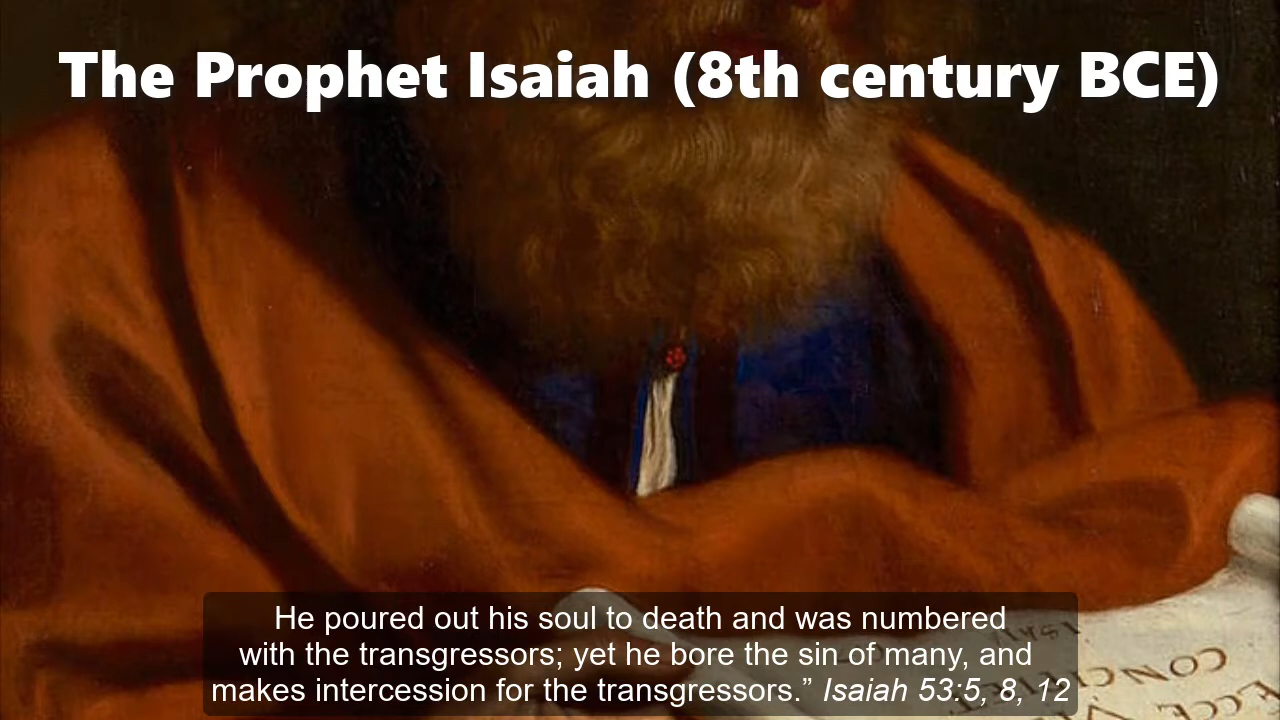 The Prophet Isaiah (8th century BCE)
He poured out his soul to death and was numbered
with the transgressors; yet he bore the sin of many, and
makes intercession for the transgressors.” Isaiah 53:5, 8, 12
ECCE